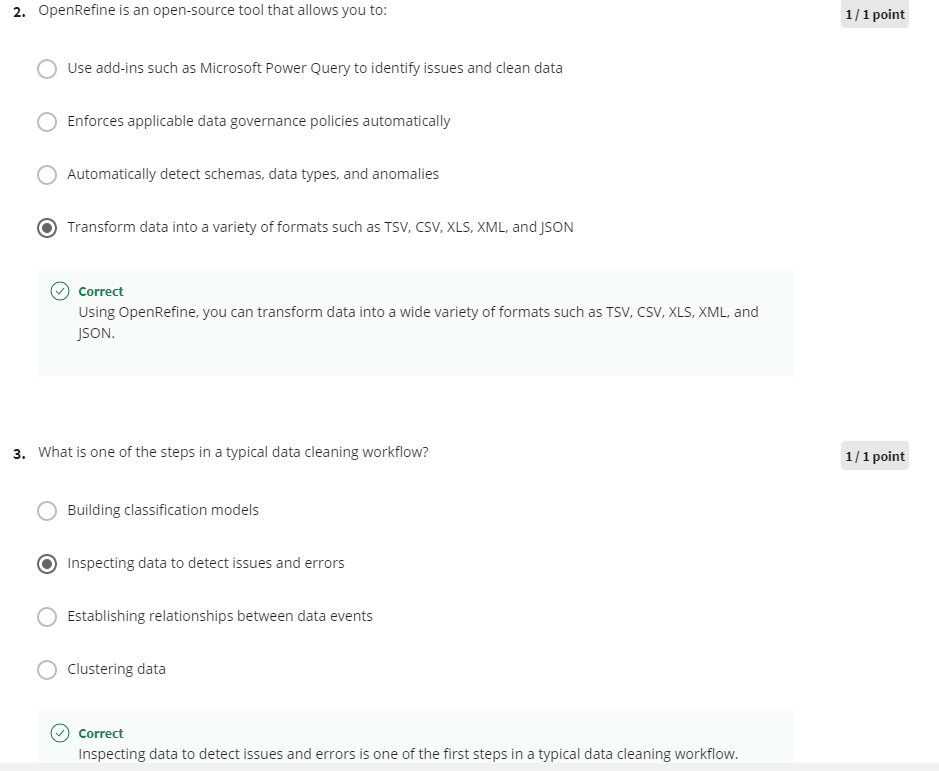 2. OpenRefine is an open-source tool that allows you to:
1 / 1 point
Use add-ins such as Microsoft Power Query to identify issues and clean data
Enforces applicable data governance policies automatically
Automatically detect schemas, data types, and anomalies
Transform data into a variety of formats such as TSV, CSV, XLS, XML, and JSON
Correct
Using OpenRefine, you can transform data into a wide variety of formats such as TSV, CSV, XLS, XML, and
JSON.
3. What is one of the steps in a typical data cleaning workflow?
1 / 1 point
Building classification models
Inspecting data to detect issues and errors
Establishing relationships between data events
Clustering data
Correct
Inspecting data to detect issues and errors is one of the first steps in a typical data cleaning workflow.